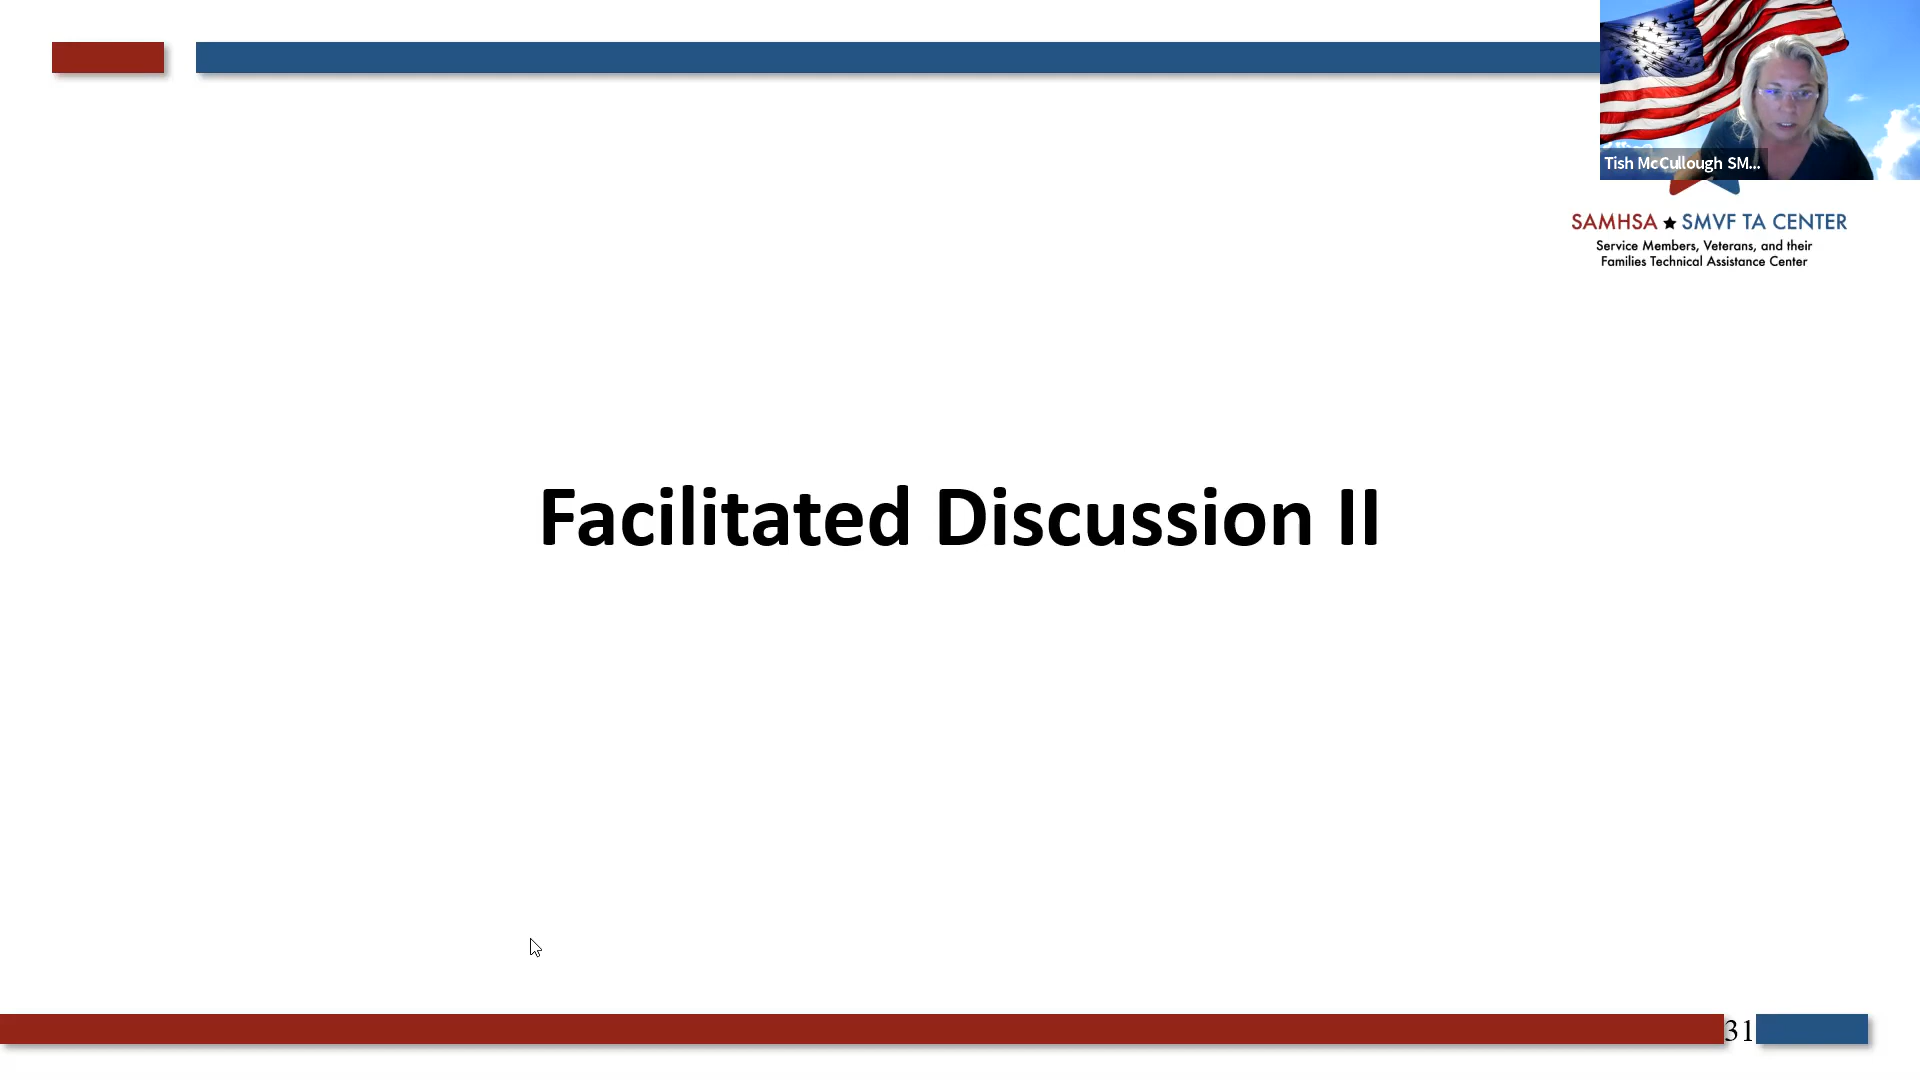 Tish McCullough SM...
SAMHSA ★ SMVF TA CENTER
Service Members, Veterans, and their
Families Technical Assistance Center
Facilitated Discussion II
31